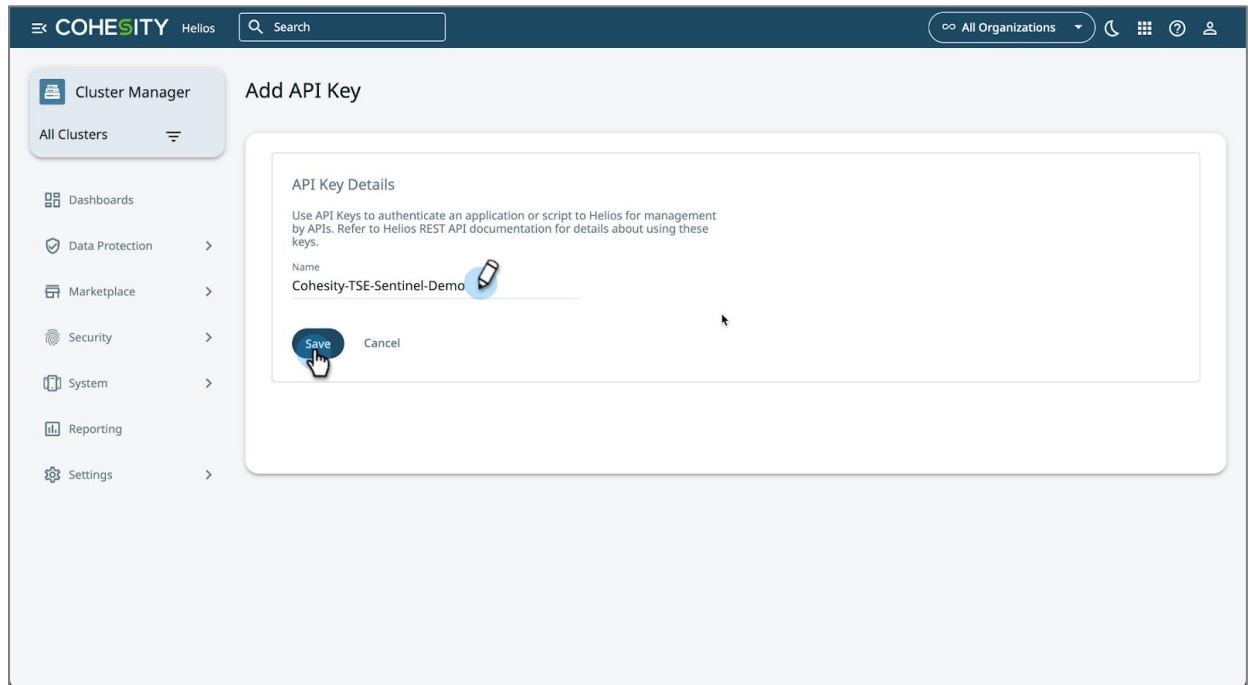 COHESITY Helios
Search
All Organizations
Cluster Manager
All Clusters
Dashboards
Data Protection
Marketplace
Security
System
Reporting
Settings
Add API Key
API Key Details
Use API Keys to authenticate an application or script to Helios for management
by APIs. Refer to Helios REST API documentation for details about using these
keys.
Name
Cohesity-TSE-Sentinel-Demo
Save Cancel